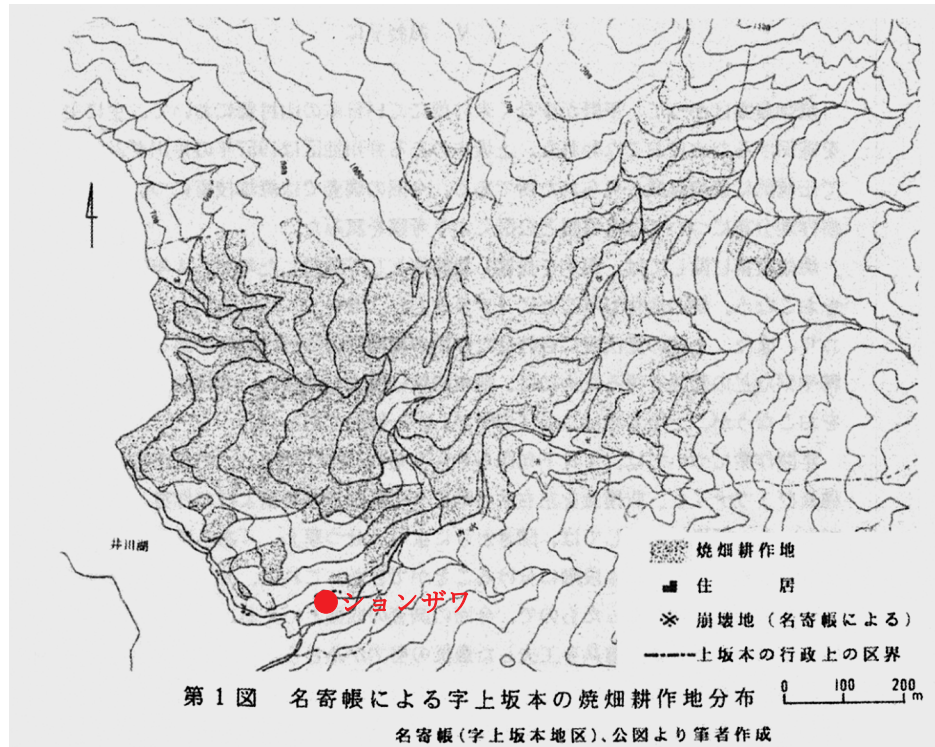 井川湖
ションザワ
焼畑耕作地
住居
崩壊地(名寄帳による)
上坂本の行政上の区界
第1図 名寄帳による字上坂本の焼畑耕作地分布
0 100 200m
名寄帳(字上坂本地区)、公図より筆者作成